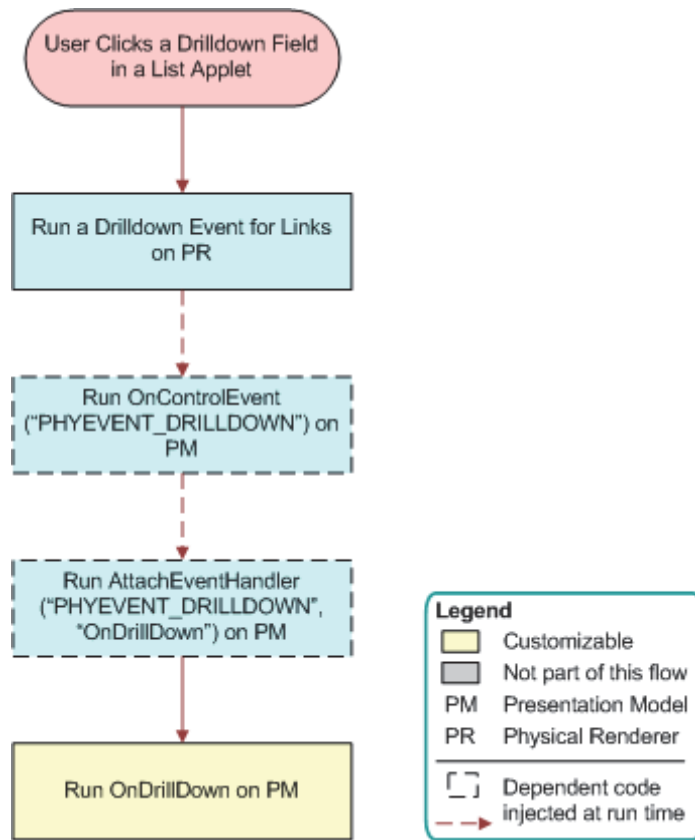 User Clicks a Drilldown Field
in a List Applet
Run a Drilldown Event for Links
on PR
Run OnControlEvent
(“PHYEVENT_DRILLDOWN”) on
PM
Run AttachEventHandler
(“PHYEVENT_DRILLDOWN”,
“OnDrillDown”) on PM
Run OnDrillDown on PM
Legend
Customizable
Not part of this flow
PM Presentation Model
PR Physical Renderer
Dependent code
injected at run time